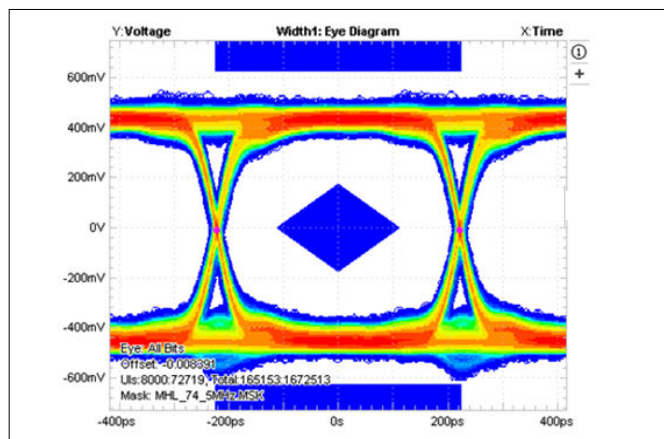 Y:Voltage Width1: Eye Diagram X:Time
1
+
600mV
400mV
200mV
0V
-200mV
-400mV
-600mV
Eye: All Bits
Offset: -0.008391
UIs:8000:72719, Total:165153:1672513
Mask: MHL_74_5MHz.MSK
-400ps -200ps 0s 200ps 400ps